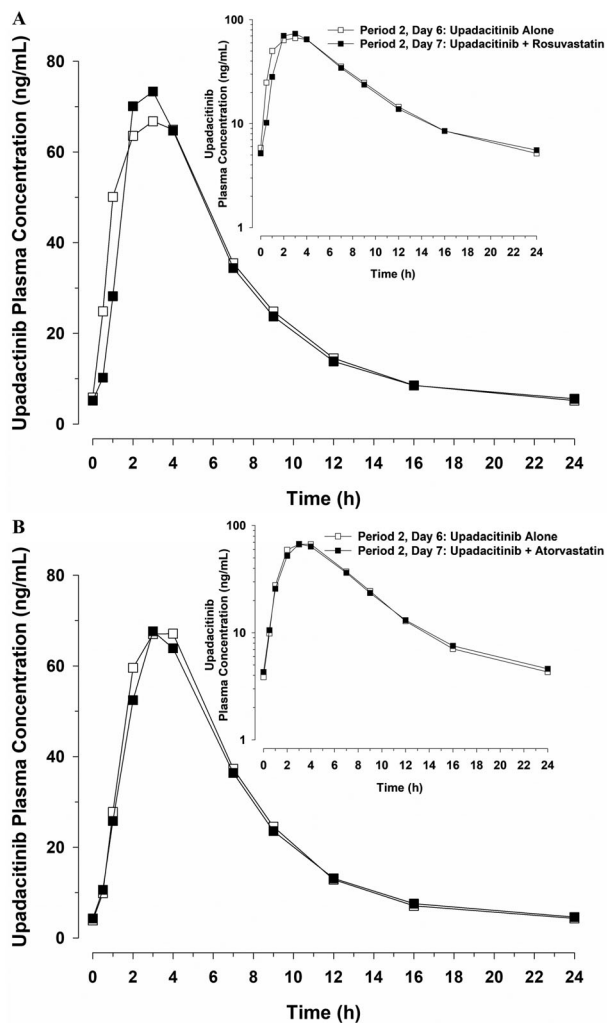 A
Upadactinib Plasma Concentration (ng/mL)
80
60
40
20
0
0 2 4 6 8 10 12 14 16 18 20 22 24
Time (h)
Upadacitinib
Plasma Concentration (ng/mL)
100
10
1
0 2 4 6 8 10 12 14 16 18 20 22 24
Time (h)
Period 2, Day 6: Upadacitinib Alone
Period 2, Day 7: Upadacitinib + Rosuvastatin
B
Upadacitinib Plasma Concentration (ng/mL)
80
60
40
20
0
0 2 4 6 8 10 12 14 16 18 20 22 24
Time (h)
Upadacitinib
Plasma Concentration (ng/mL)
100
10
1
0 2 4 6 8 10 12 14 16 18 20 22 24
Time (h)
Period 2, Day 6: Upadacitinib Alone
Period 2, Day 7: Upadacitinib + Atorvastatin